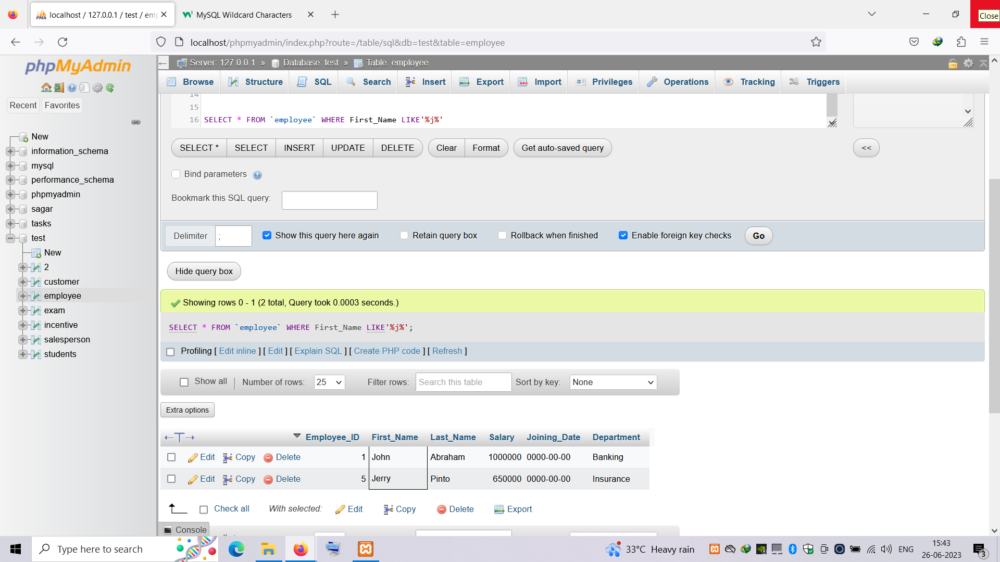 localhost / 127.0.0.1 / test / emp
MySQL Wildcard Characters
Close
localhost/phpmyadmin/index.php?route=/table/sql&db=test&table=employee
phpMyAdmin
Recent
Favorites
New
information_schema
mysql
performance_schema
phpmyadmin
sagar
tasks
test
New
2
customer
employee
exam
incentive
salesperson
students
Server: 127.0.0.1 » Database: test » Table: employee
Browse Structure SQL Search Insert Export Import Privileges Operations Tracking Triggers
14
15
16 SELECT * FROM `employee` WHERE First_Name LIKE'%j%'
SELECT * SELECT INSERT UPDATE DELETE Clear Format Get auto-saved query <<
Bind parameters
Bookmark this SQL query:
Delimiter ; Show this query here again Retain query box Rollback when finished Enable foreign key checks Go
Hide query box
Showing rows 0 - 1 (2 total, Query took 0.0003 seconds.)
SELECT * FROM `employee` WHERE First_Name LIKE'%j%';
Profiling [ Edit inline ] [ Edit ] [ Explain SQL ] [ Create PHP code ] [ Refresh ]
Show all Number of rows: 25 Filter rows: Search this table Sort by key: None
Extra options
←T→ Employee_ID First_Name Last_Name Salary Joining_Date Department
Edit Copy Delete 1 John Abraham 1000000 0000-00-00 Banking
Edit Copy Delete 5 Jerry Pinto 650000 0000-00-00 Insurance
Check all With selected: Edit Copy Delete Export
Console
Type here to search
33°C Heavy rain
ENG
15:43
26-06-2023
3